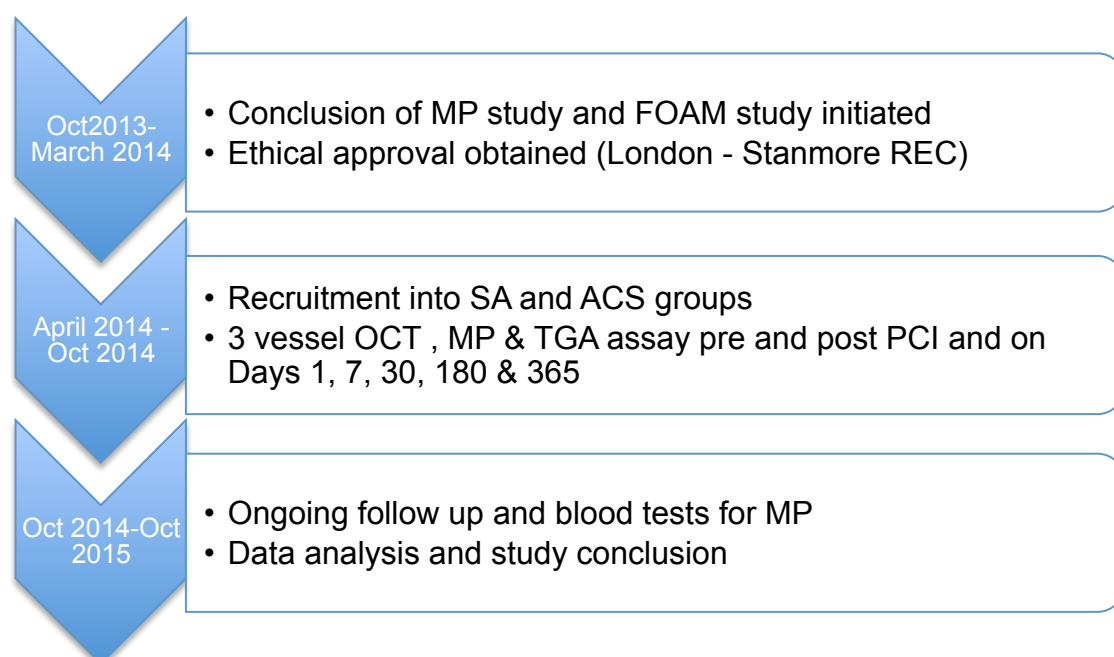 Oct2013-
March 2014
• Conclusion of MP study and FOAM study initiated
• Ethical approval obtained (London - Stanmore REC)
April 2014 -
Oct 2014
• Recruitment into SA and ACS groups
• 3 vessel OCT , MP & TGA assay pre and post PCI and on
Days 1, 7, 30, 180 & 365
Oct 2014-Oct
2015
• Ongoing follow up and blood tests for MP
• Data analysis and study conclusion